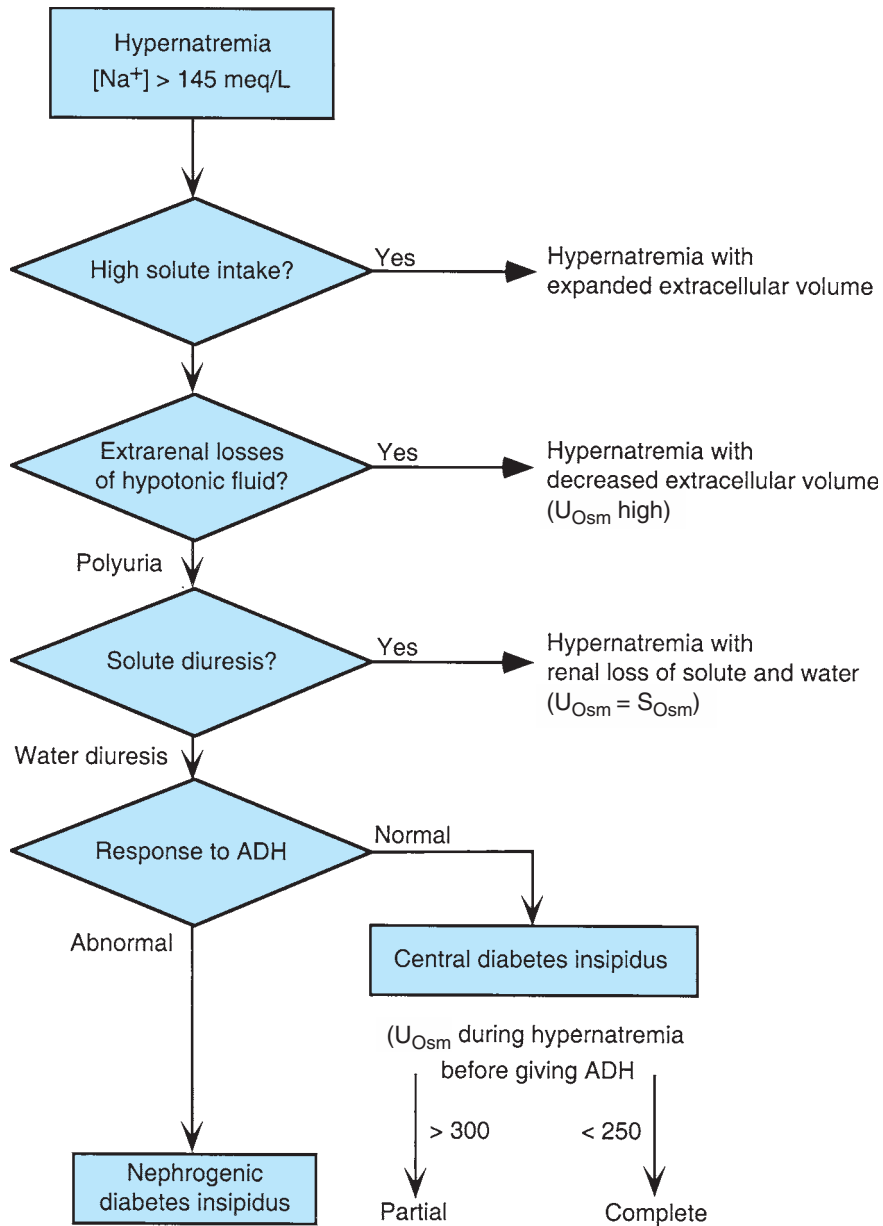 Hypernatremia
[Na+] > 145 meq/L
High solute intake?
Yes
Hypernatremia with
expanded extracellular volume
Extrarenal losses
of hypotonic fluid?
Yes
Hypernatremia with
decreased extracellular volume
(UOsm high)
Polyuria
Solute diuresis?
Yes
Hypernatremia with
renal loss of solute and water
(UOsm = SOsm)
Water diuresis
Response to ADH
Normal
Abnormal
Central diabetes insipidus
(UOsm during hypernatremia
before giving ADH
> 300
< 250
Nephrogenic
diabetes insipidus
Partial
Complete